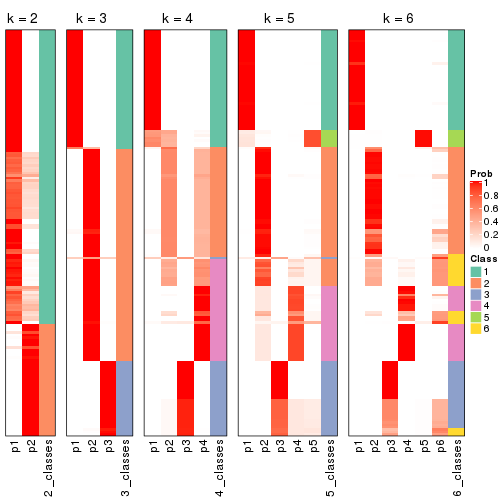 k = 2
k = 3
k = 4
k = 5
k = 6
p1
p2
2_classes
p1
p2
p3
3_classes
p1
p2
p3
p4
4_classes
p1
p2
p3
p4
p5
5_classes
p1
p2
p3
p4
p5
p6
6_classes
Prob
1
0.8
0.6
0.4
0.2
0
Class
1
2
3
4
5
6